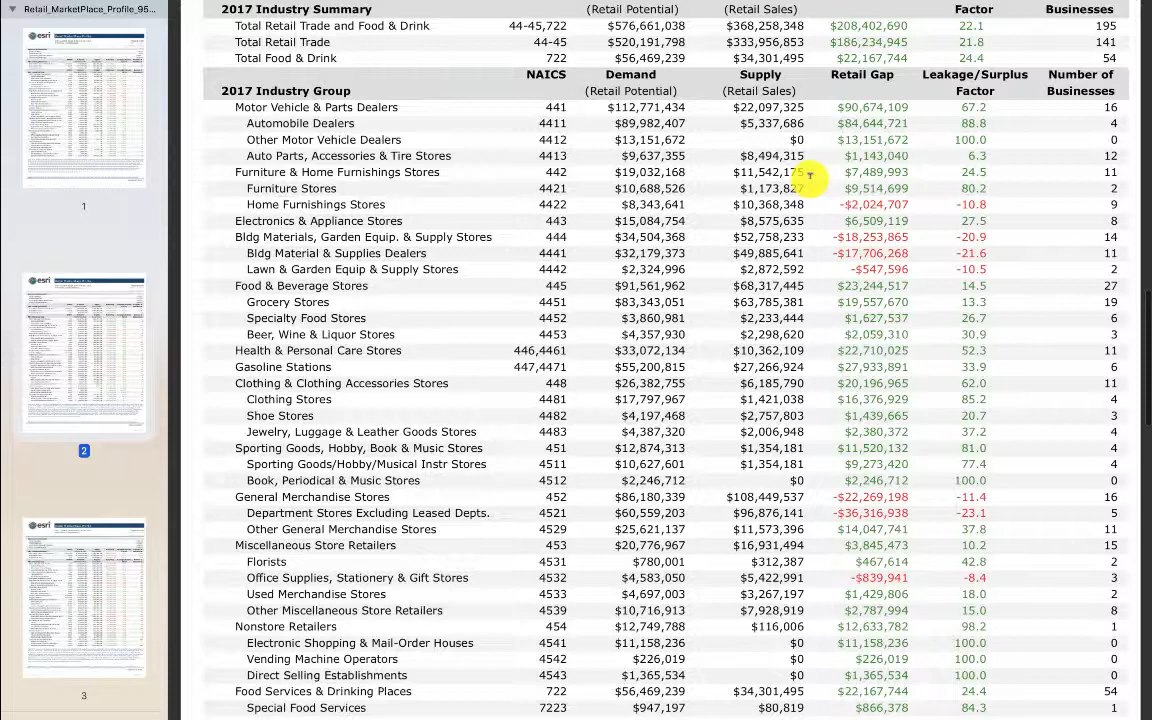 Retail_MarketPlace_Profile_95...
1
2
3
2017 Industry Summary (Retail Potential) (Retail Sales) Factor Businesses
Total Retail Trade and Food & Drink 44-45,722 $576,661,038 $368,258,348 $208,402,690 22.1 195
Total Retail Trade 44-45 $520,191,798 $333,956,853 $186,234,945 21.8 141
Total Food & Drink 722 $56,469,239 $34,301,495 $22,167,744 24.4 54
NAICS Demand Supply Retail Gap Leakage/Surplus Number of
2017 Industry Group (Retail Potential) (Retail Sales) Factor Businesses
Motor Vehicle & Parts Dealers 441 $112,771,434 $22,097,325 $90,674,109 67.2 16
Automobile Dealers 4411 $89,982,407 $5,337,686 $84,644,721 88.8 4
Other Motor Vehicle Dealers 4412 $13,151,672 $0 $13,151,672 100.0 0
Auto Parts, Accessories & Tire Stores 4413 $9,637,355 $8,494,315 $1,143,040 6.3 12
Furniture & Home Furnishings Stores 442 $19,032,168 $11,542,175 $7,489,993 24.5 11
Furniture Stores 4421 $10,688,526 $1,173,827 $9,514,699 80.2 2
Home Furnishings Stores 4422 $8,343,641 $10,368,348 -$2,024,707 -10.8 9
Electronics & Appliance Stores 443 $15,084,754 $8,575,635 $6,509,119 27.5 8
Bldg Materials, Garden Equip. & Supply Stores 444 $34,504,368 $52,758,233 -$18,253,865 -20.9 14
Bldg Material & Supplies Dealers 4441 $32,179,373 $49,885,641 -$17,706,268 -21.6 11
Lawn & Garden Equip & Supply Stores 4442 $2,324,996 $2,872,592 -$547,596 -10.5 2
Food & Beverage Stores 445 $91,561,962 $68,317,445 $23,244,517 14.5 27
Grocery Stores 4451 $83,343,051 $63,785,381 $19,557,670 13.3 19
Specialty Food Stores 4452 $3,860,981 $2,233,444 $1,627,537 26.7 6
Beer, Wine & Liquor Stores 4453 $4,357,930 $2,298,620 $2,059,310 30.9 3
Health & Personal Care Stores 446,4461 $33,072,134 $10,362,109 $22,710,025 52.3 11
Gasoline Stations 447,4471 $55,200,815 $27,266,924 $27,933,891 33.9 6
Clothing & Clothing Accessories Stores 448 $26,382,755 $6,185,790 $20,196,965 62.0 11
Clothing Stores 4481 $17,797,967 $1,421,038 $16,376,929 85.2 4
Shoe Stores 4482 $4,197,468 $2,757,803 $1,439,665 20.7 3
Jewelry, Luggage & Leather Goods Stores 4483 $4,387,320 $2,006,948 $2,380,372 37.2 4
Sporting Goods, Hobby, Book & Music Stores 451 $12,874,313 $1,354,181 $11,520,132 81.0 4
Sporting Goods/Hobby/Musical Instr Stores 4511 $10,627,601 $1,354,181 $9,273,420 77.4 4
Book, Periodical & Music Stores 4512 $2,246,712 $0 $2,246,712 100.0 0
General Merchandise Stores 452 $86,180,339 $108,449,537 -$22,269,198 -11.4 16
Department Stores Excluding Leased Depts. 4521 $60,559,203 $96,876,141 -$36,316,938 -23.1 5
Other General Merchandise Stores 4529 $25,621,137 $11,573,396 $14,047,741 37.8 11
Miscellaneous Store Retailers 453 $20,776,967 $16,931,494 $3,845,473 10.2 15
Florists 4531 $780,001 $312,387 $467,614 42.8 2
Office Supplies, Stationery & Gift Stores 4532 $4,583,050 $5,422,991 -$839,941 -8.4 3
Used Merchandise Stores 4533 $4,697,003 $3,267,197 $1,429,806 18.0 2
Other Miscellaneous Store Retailers 4539 $10,716,913 $7,928,919 $2,787,994 15.0 8
Nonstore Retailers 454 $12,749,788 $116,006 $12,633,782 98.2 1
Electronic Shopping & Mail-Order Houses 4541 $11,158,236 $0 $11,158,236 100.0 0
Vending Machine Operators 4542 $226,019 $0 $226,019 100.0 0
Direct Selling Establishments 4543 $1,365,534 $0 $1,365,534 100.0 0
Food Services & Drinking Places 722 $56,469,239 $34,301,495 $22,167,744 24.4 54
Special Food Services 7223 $947,197 $80,819 $866,378 84.3 1